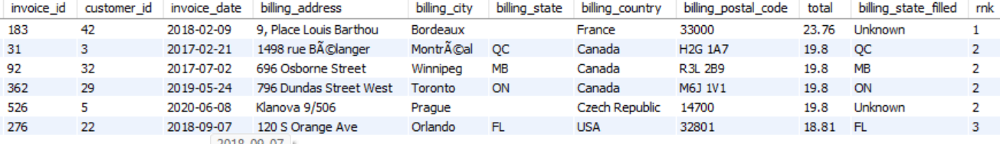 invoice_id customer_id invoice_date billing_address billing_city billing_state billing_country billing_postal_code total billing_state_filled rnk
183 42 2018-02-09 9, Place Louis Barthou Bordeaux France 33000 23.76 Unknown 1
31 3 2017-02-21 1498 rue BÃ©langer MontrÃ©al QC Canada H2G 1A7 19.8 QC 2
92 32 2017-07-02 696 Osborne Street Winnipeg MB Canada R3L 2B9 19.8 MB 2
362 29 2019-05-24 796 Dundas Street West Toronto ON Canada M6J 1V1 19.8 ON 2
526 5 2020-06-08 Klanova 9/506 Prague Czech Republic 14700 19.8 Unknown 2
276 22 2018-09-07 120 S Orange Ave Orlando FL USA 32801 18.81 FL 3
2018-09-07